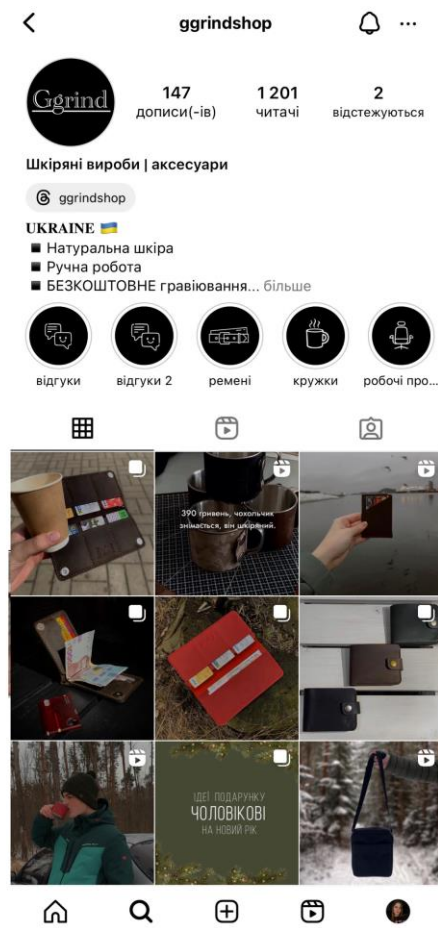 ggrindshop
Ggrind
147
дописи(-ів)
1 201
читачі
2
відстежуються
Шкіряні вироби | аксесуари
ggrindshop
UKRAINE 🇺🇦
◾ Натуральна шкіра
◾ Ручна робота
◾ БЕЗКОШТОВНЕ гравіювання... більше
відгуки
відгуки 2
ремені
кружки
робочі про...
390 гривень, чохольчик
знімається, він шкіряний.
ІДЕЇ ПОДАРУНКУ
ЧОЛОВІКОВІ
НА НОВИЙ РІК